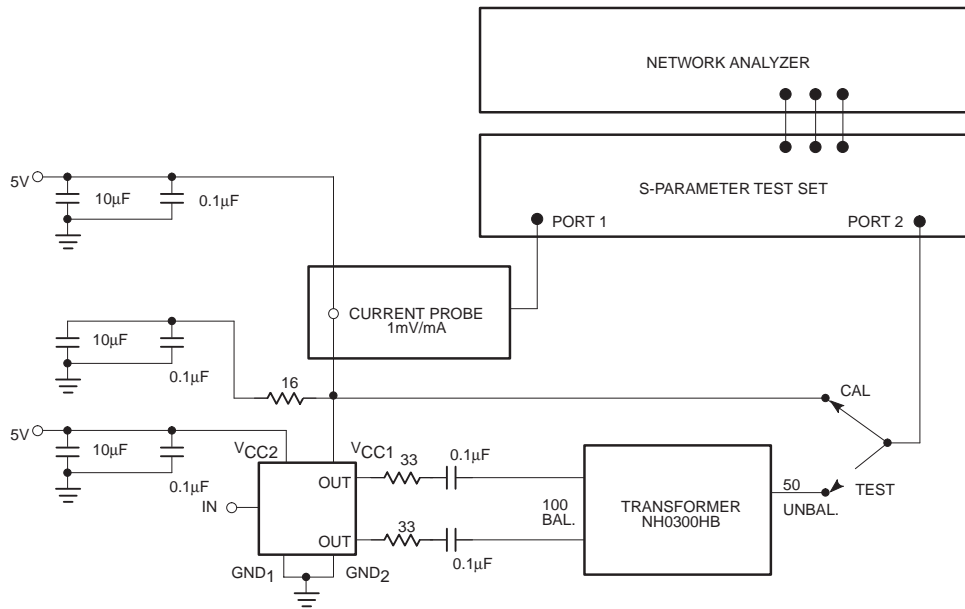 NETWORK ANALYZER
S-PARAMETER TEST SET
5V
10μF
0.1μF
PORT 1
PORT 2
CURRENT PROBE
1mV/mA
10μF
0.1μF
16
CAL
5V
10μF
0.1μF
VCC2
VCC1
33
0.1μF
OUT
IN
100
BAL.
TRANSFORMER
NH0300HB
50
UNBAL.
TEST
OUT
33
0.1μF
GND1
GND2